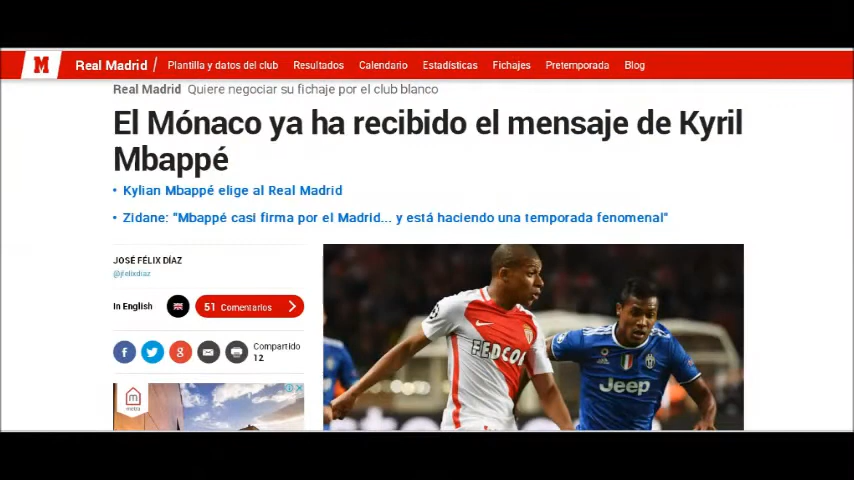 M Real Madrid / Plantilla y datos del club Resultados Calendario Estadísticas Fichajes Pretemporada Blog
Real Madrid Quiere negociar su fichaje por el club blanco
El Mónaco ya ha recibido el mensaje de Kyril
Mbappé
• Kylian Mbappé elige al Real Madrid
• Zidane: "Mbappé casi firma por el Madrid... y está haciendo una temporada fenomenal"
JOSÉ FÉLIX DÍAZ
@jfelixdiaz
In English 51 Comentarios
Compartido
12
FEDCOM
Jeep